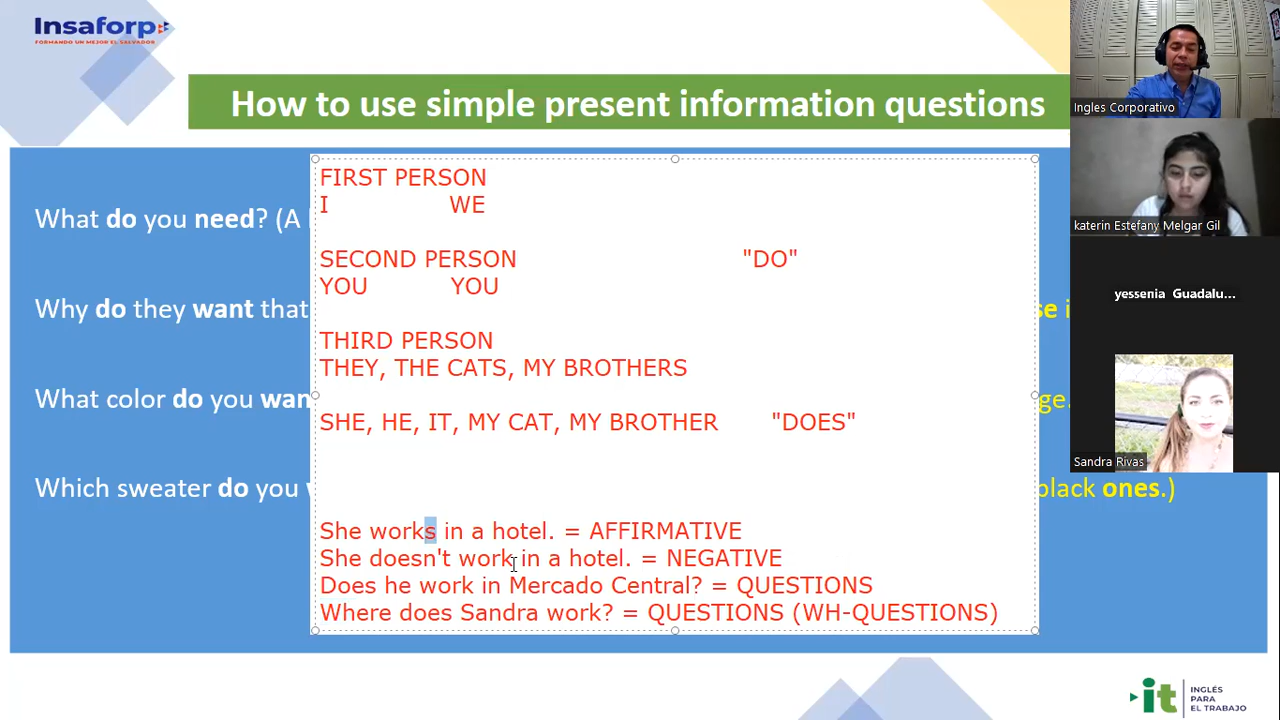 Insaforp
FORMANDO UN MEJOR EL SALVADOR
How to use simple present information questions
What do you need? (A
Why do they want that
se i
What color do you wan
ge.
Which sweater do you
black ones.)
FIRST PERSON
I WE
SECOND PERSON "DO"
YOU YOU
THIRD PERSON
THEY, THE CATS, MY BROTHERS
SHE, HE, IT, MY CAT, MY BROTHER "DOES"
She works in a hotel. = AFFIRMATIVE
She doesn't work in a hotel. = NEGATIVE
Does he work in Mercado Central? = QUESTIONS
Where does Sandra work? = QUESTIONS (WH-QUESTIONS)
Ingles Corporativo
katerin Estefany Melgar Gil
yessenia Guadalu...
Sandra Rivas
it
INGLÉS
PARA
EL TRABAJO